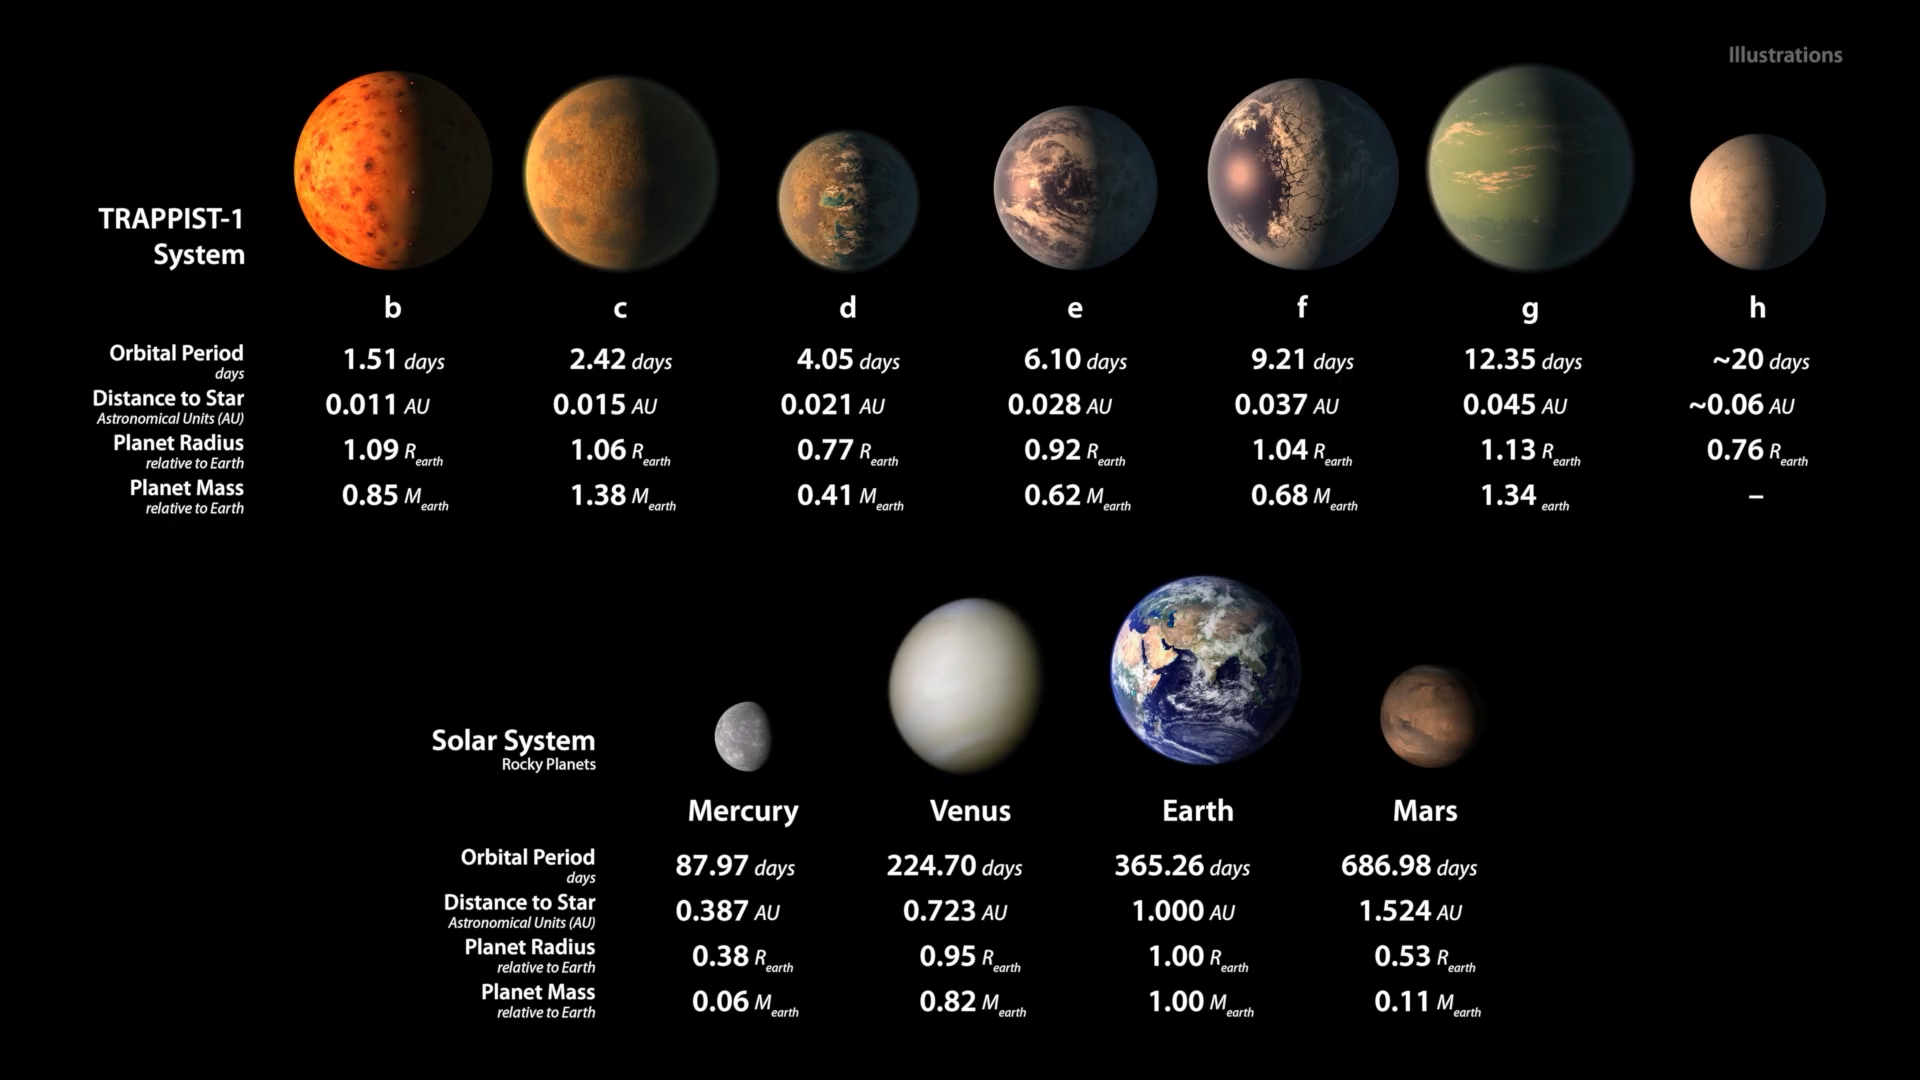 Illustrations
TRAPPIST-1
System
b c d e f g h
Orbital Period
days
1.51 days 2.42 days 4.05 days 6.10 days 9.21 days 12.35 days ~20 days
Distance to Star
Astronomical Units (AU)
0.011 AU 0.015 AU 0.021 AU 0.028 AU 0.037 AU 0.045 AU ~0.06 AU
Planet Radius
relative to Earth
1.09 Rearth 1.06 Rearth 0.77 Rearth 0.92 Rearth 1.04 Rearth 1.13 Rearth 0.76 Rearth
Planet Mass
relative to Earth
0.85 Mearth 1.38 Mearth 0.41 Mearth 0.62 Mearth 0.68 Mearth 1.34 earth –
Solar System
Rocky Planets
Mercury Venus Earth Mars
Orbital Period
days
87.97 days 224.70 days 365.26 days 686.98 days
Distance to Star
Astronomical Units (AU)
0.387 AU 0.723 AU 1.000 AU 1.524 AU
Planet Radius
relative to Earth
0.38 Rearth 0.95 Rearth 1.00 Rearth 0.53 Rearth
Planet Mass
relative to Earth
0.06 Mearth 0.82 Mearth 1.00 Mearth 0.11 Mearth